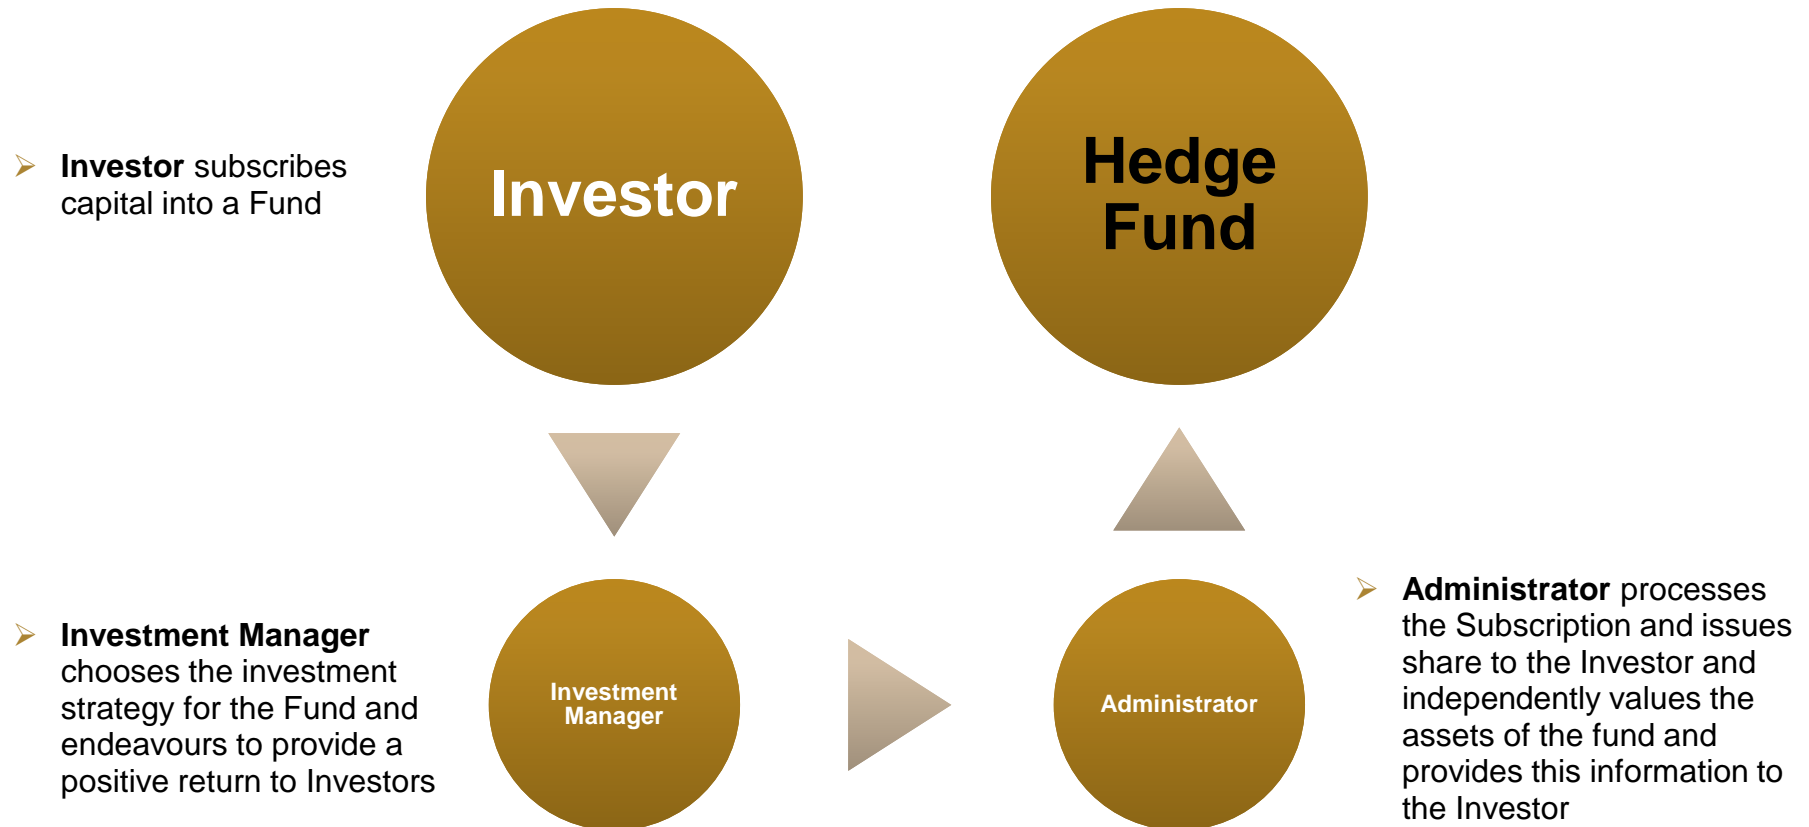 ➢ Investor subscribes
capital into a Fund
Investor
Hedge
Fund
➢ Investment Manager
chooses the investment
strategy for the Fund and
endeavours to provide a
positive return to Investors
Investment
Manager
Administrator
➢ Administrator processes
the Subscription and issues
share to the Investor and
independently values the
assets of the fund and
provides this information to
the Investor